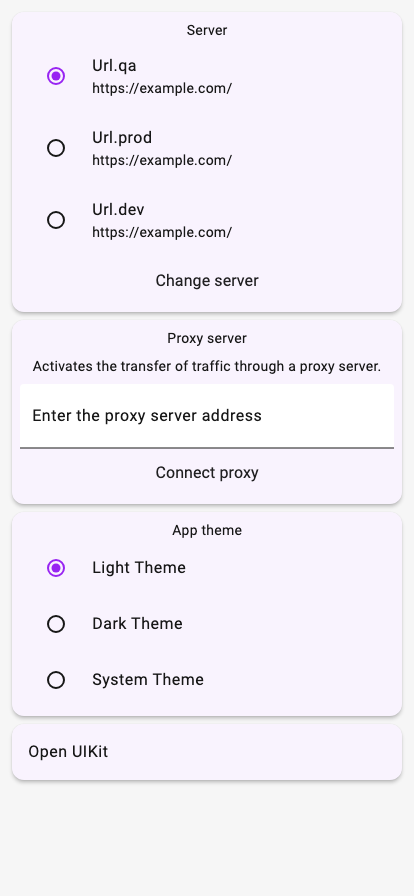 Server
Url.qa
https://example.com/
Url.prod
https://example.com/
Url.dev
https://example.com/
Change server
Proxy server
Activates the transfer of traffic through a proxy server.
Enter the proxy server address
Connect proxy
App theme
Light Theme
Dark Theme
System Theme
Open UIKit